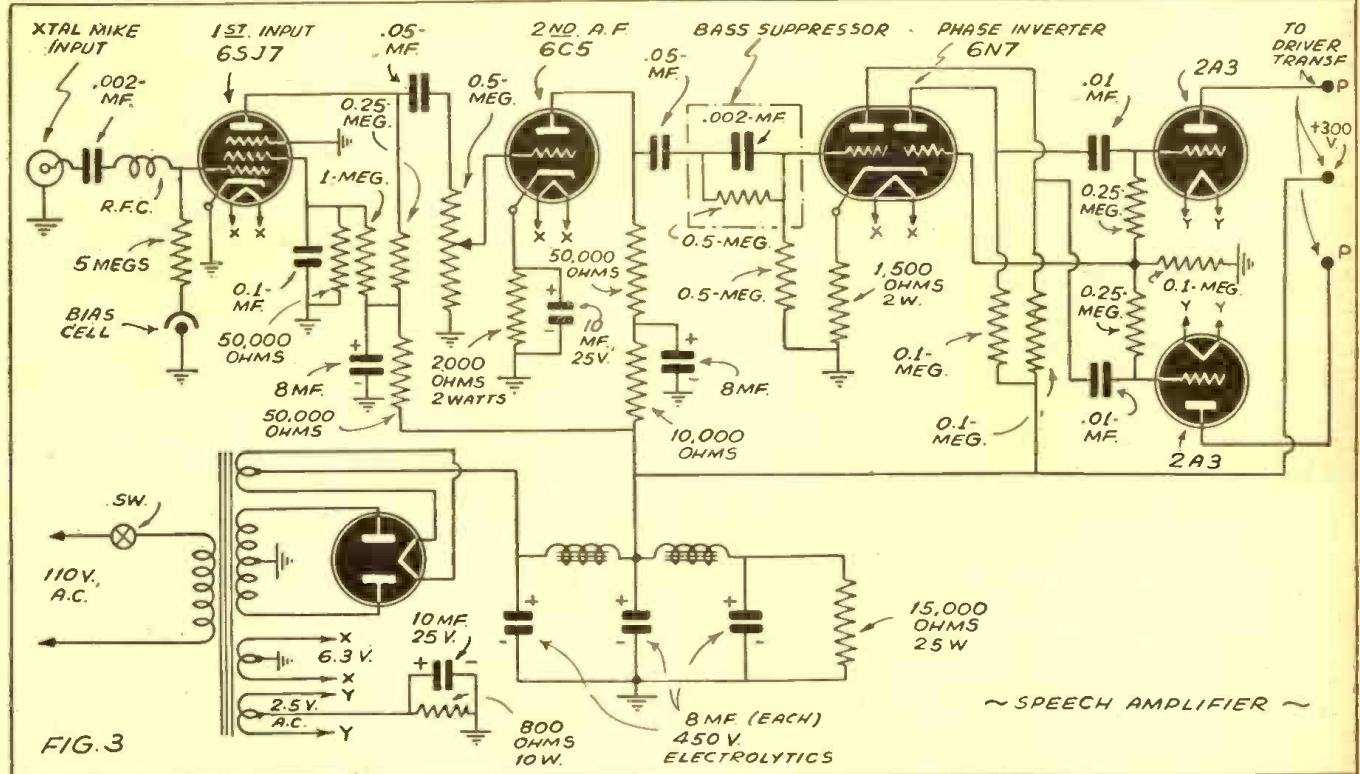 XTAL MIKE
INPUT
.002-
MF.
R.F.C.
5 MEGS
BIAS
CELL
1ST. INPUT
6SJ7
.05-
MF.
0.25-
MEG.
0.5-
MEG.
1-MEG.
X X
0.1-
MF.
50,000
OHMS
+
8 MF.
-
50,000
OHMS
2ND. A.F.
6C5
X X
2,000
OHMS
2 WATTS
+
-
10
MF.
25V.
50,000
OHMS
+
-
8 MF.
10,000
OHMS
.05-
MF.
BASS SUPPRESSOR
.002-MF.
0.5-MEG.
0.5-MEG.
PHASE INVERTER
6N7
X X
1,500
OHMS
2 W.
0.1-
MEG.
0.1-
MEG.
.01
MF.
0.25-
MEG.
0.1-MEG.
0.25-
MEG.
.01-
MF.
2A3
Y Y
Y Y
2A3
TO
DRIVER
TRANSF.
P
+300
V.
P
SW.
110 V.,
A.C.
X
6.3 V.
X
Y
2.5 V.
A.C.
Y
10 MF.
25 V.
+ -
800
OHMS
10W.
+ + +
- - -
8 MF. (EACH)
450 V.
ELECTROLYTICS
15,000
OHMS
25 W
~ SPEECH AMPLIFIER ~
FIG. 3